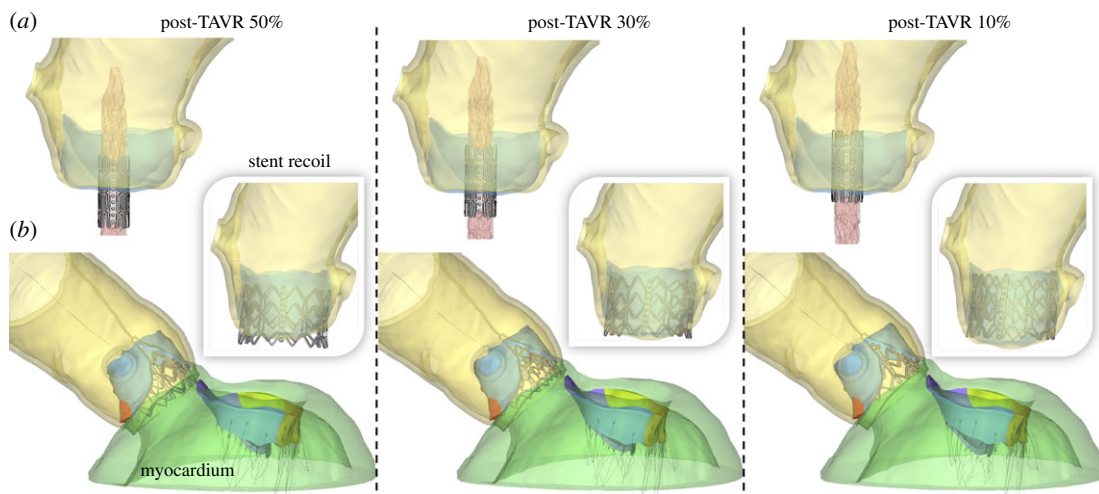 (a)
post-TAVR 50%
post-TAVR 30%
post-TAVR 10%
stent recoil
(b)
myocardium